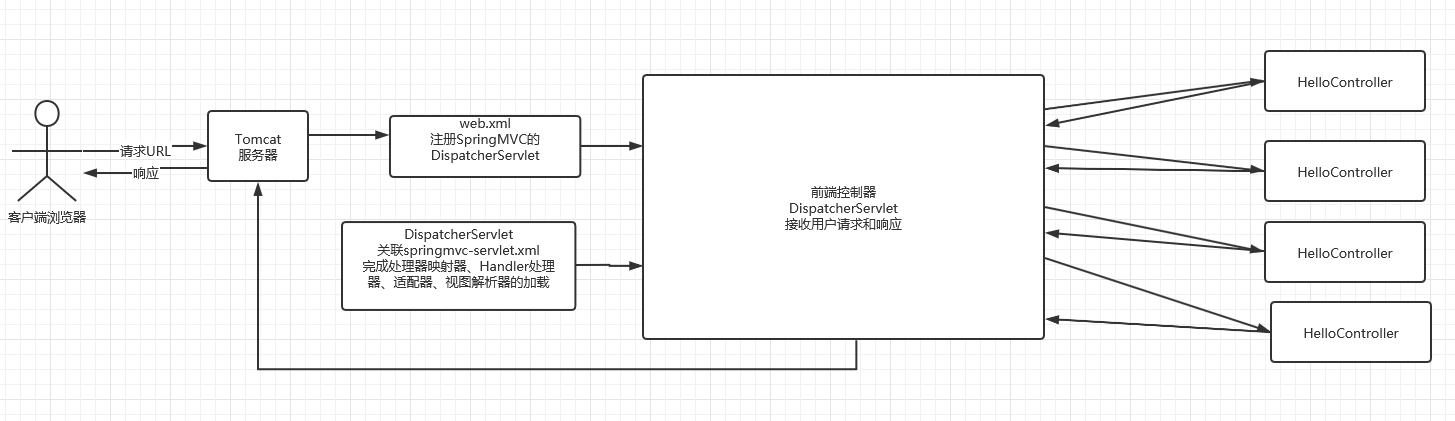 客户端浏览器
请求URL
响应
Tomcat
服务器
web.xml
注册SpringMVC的
DispatcherServlet
DispatcherServlet
关联springmvc-servlet.xml
完成处理器映射器、Handler处理
器、适配器、视图解析器的加载
前端控制器
DispatcherServlet
接收用户请求和响应
HelloController
HelloController
HelloController
HelloController